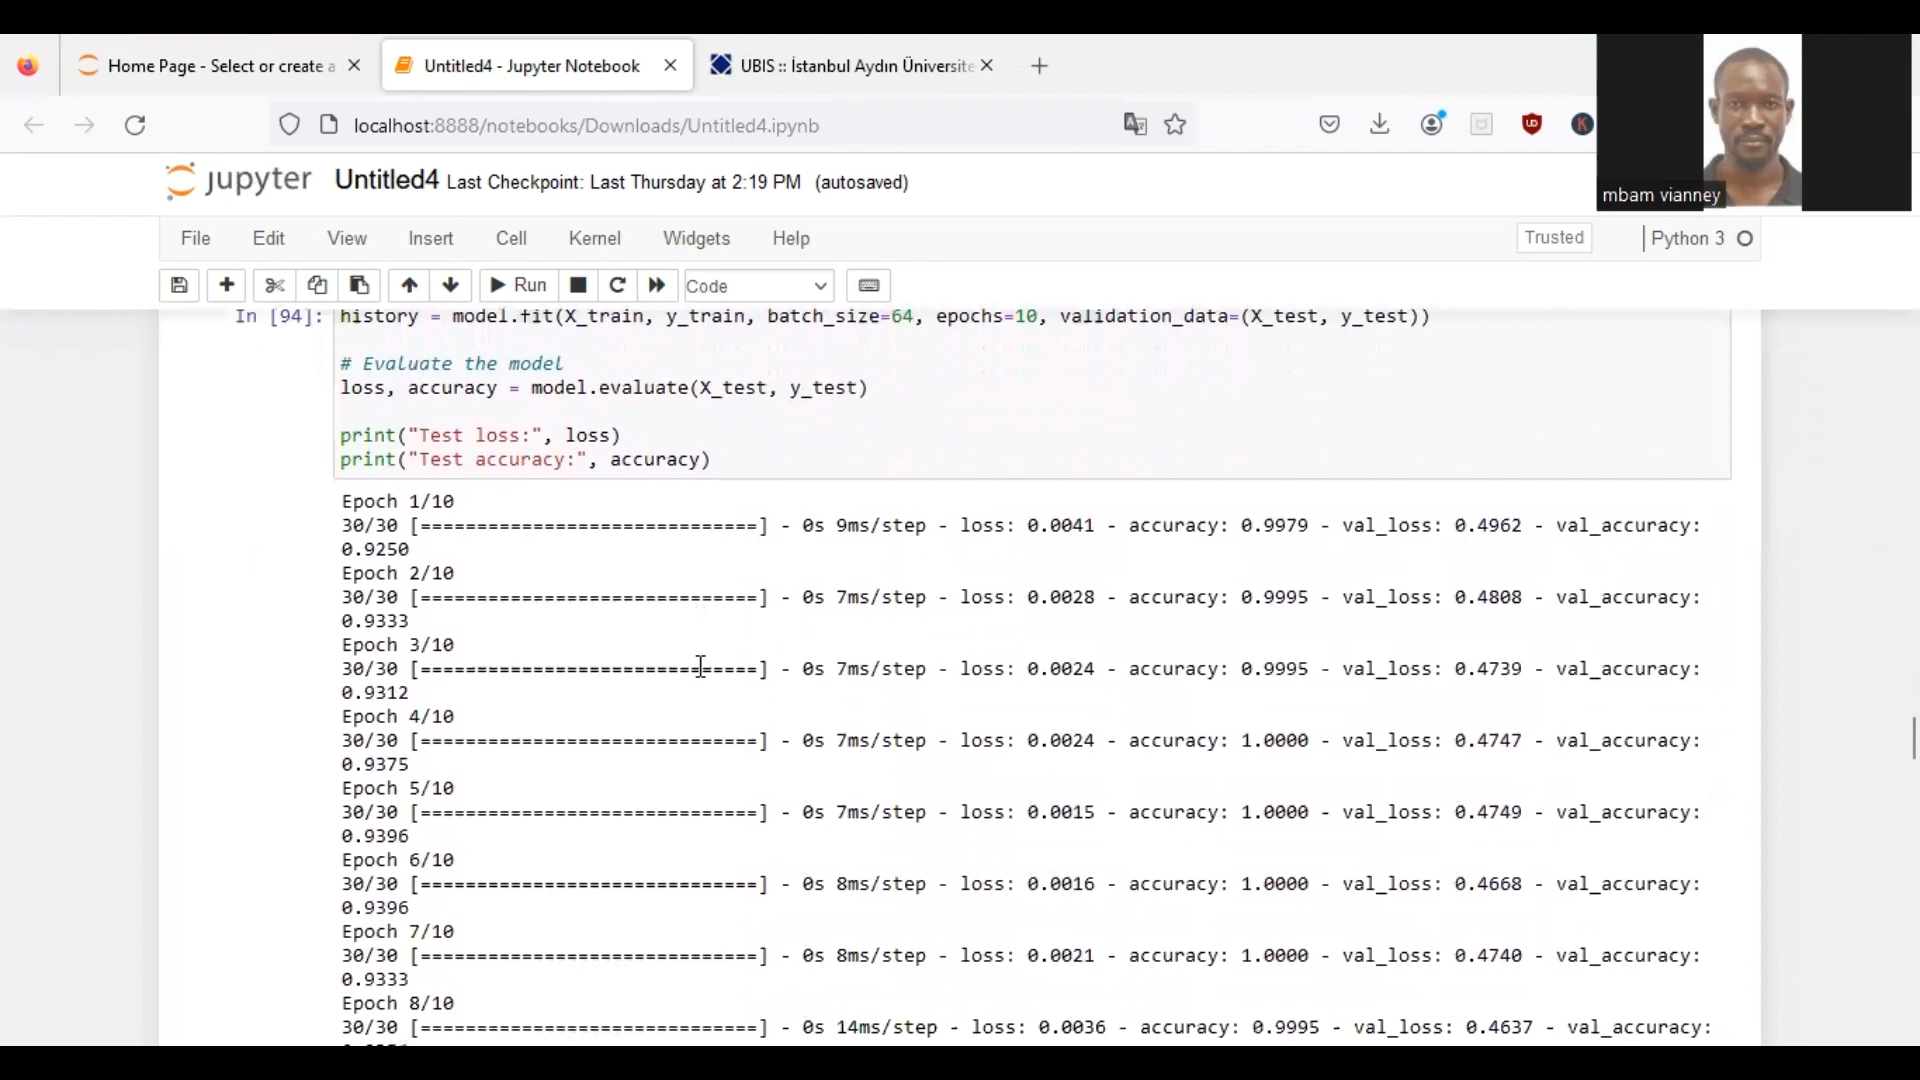 Home Page - Select or create a
Untitled4 - Jupyter Notebook
UBIS :: İstanbul Aydın Üniversite
localhost:8888/notebooks/Downloads/Untitled4.ipynb
mbam vianney
jupyter Untitled4 Last Checkpoint: Last Thursday at 2:19 PM (autosaved)
File Edit View Insert Cell Kernel Widgets Help Trusted Python 3
Run Code
In [94]: history = model.fit(X_train, y_train, batch_size=64, epochs=10, validation_data=(X_test, y_test))
# Evaluate the model
loss, accuracy = model.evaluate(X_test, y_test)
print("Test loss:", loss)
print("Test accuracy:", accuracy)
Epoch 1/10
30/30 [==============================] - 0s 9ms/step - loss: 0.0041 - accuracy: 0.9979 - val_loss: 0.4962 - val_accuracy:
0.9250
Epoch 2/10
30/30 [==============================] - 0s 7ms/step - loss: 0.0028 - accuracy: 0.9995 - val_loss: 0.4808 - val_accuracy:
0.9333
Epoch 3/10
30/30 [==============================] - 0s 7ms/step - loss: 0.0024 - accuracy: 0.9995 - val_loss: 0.4739 - val_accuracy:
0.9312
Epoch 4/10
30/30 [==============================] - 0s 7ms/step - loss: 0.0024 - accuracy: 1.0000 - val_loss: 0.4747 - val_accuracy:
0.9375
Epoch 5/10
30/30 [==============================] - 0s 7ms/step - loss: 0.0015 - accuracy: 1.0000 - val_loss: 0.4749 - val_accuracy:
0.9396
Epoch 6/10
30/30 [==============================] - 0s 8ms/step - loss: 0.0016 - accuracy: 1.0000 - val_loss: 0.4668 - val_accuracy:
0.9396
Epoch 7/10
30/30 [==============================] - 0s 8ms/step - loss: 0.0021 - accuracy: 1.0000 - val_loss: 0.4740 - val_accuracy:
0.9333
Epoch 8/10
30/30 [==============================] - 0s 14ms/step - loss: 0.0036 - accuracy: 0.9995 - val_loss: 0.4637 - val_accuracy: